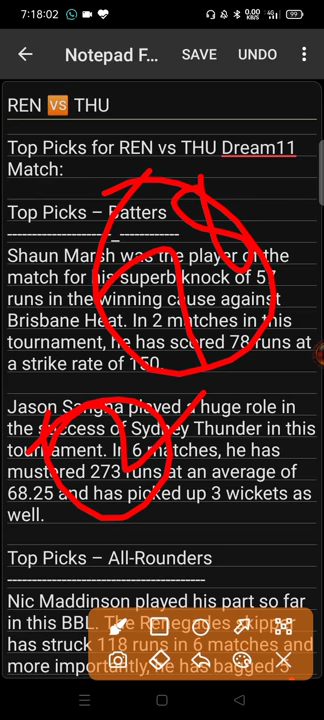 7:18:02
0.00
KB/S
99
Notepad F...
SAVE
UNDO
REN VS THU
Top Picks for REN vs THU Dream11
Match:
Top Picks – Batters
--------------------_------------
Shaun Marsh was the player of the
match for his superb knock of 57
runs in the winning cause against
Brisbane Heat. In 2 matches in this
tournament, he has scored 78 runs at
a strike rate of 150.
Jason Sangha played a huge role in
the success of Sydney Thunder in this
tournament. In 6 matches, he has
mustered 273 runs at an average of
68.25 and has picked up 3 wickets as
well.
Top Picks – All-Rounders
---------------------------------------
Nic Maddinson played his part so far
in this BBL. The Renegades skipper
has struck 118 runs in 6 matches and
more importantly, he has bagged 5